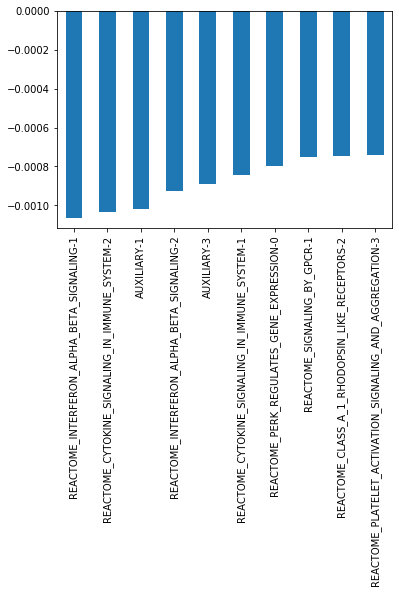 0.0000
−0.0002
−0.0004
−0.0006
−0.0008
−0.0010
REACTOME_INTERFERON_ALPHA_BETA_SIGNALING-1
REACTOME_CYTOKINE_SIGNALING_IN_IMMUNE_SYSTEM-2
AUXILIARY-1
REACTOME_INTERFERON_ALPHA_BETA_SIGNALING-2
AUXILIARY-3
REACTOME_CYTOKINE_SIGNALING_IN_IMMUNE_SYSTEM-1
REACTOME_PERK_REGULATES_GENE_EXPRESSION-0
REACTOME_SIGNALING_BY_GPCR-1
REACTOME_CLASS_A_1_RHODOPSIN_LIKE_RECEPTORS-2
REACTOME_PLATELET_ACTIVATION_SIGNALING_AND_AGGREGATION-3